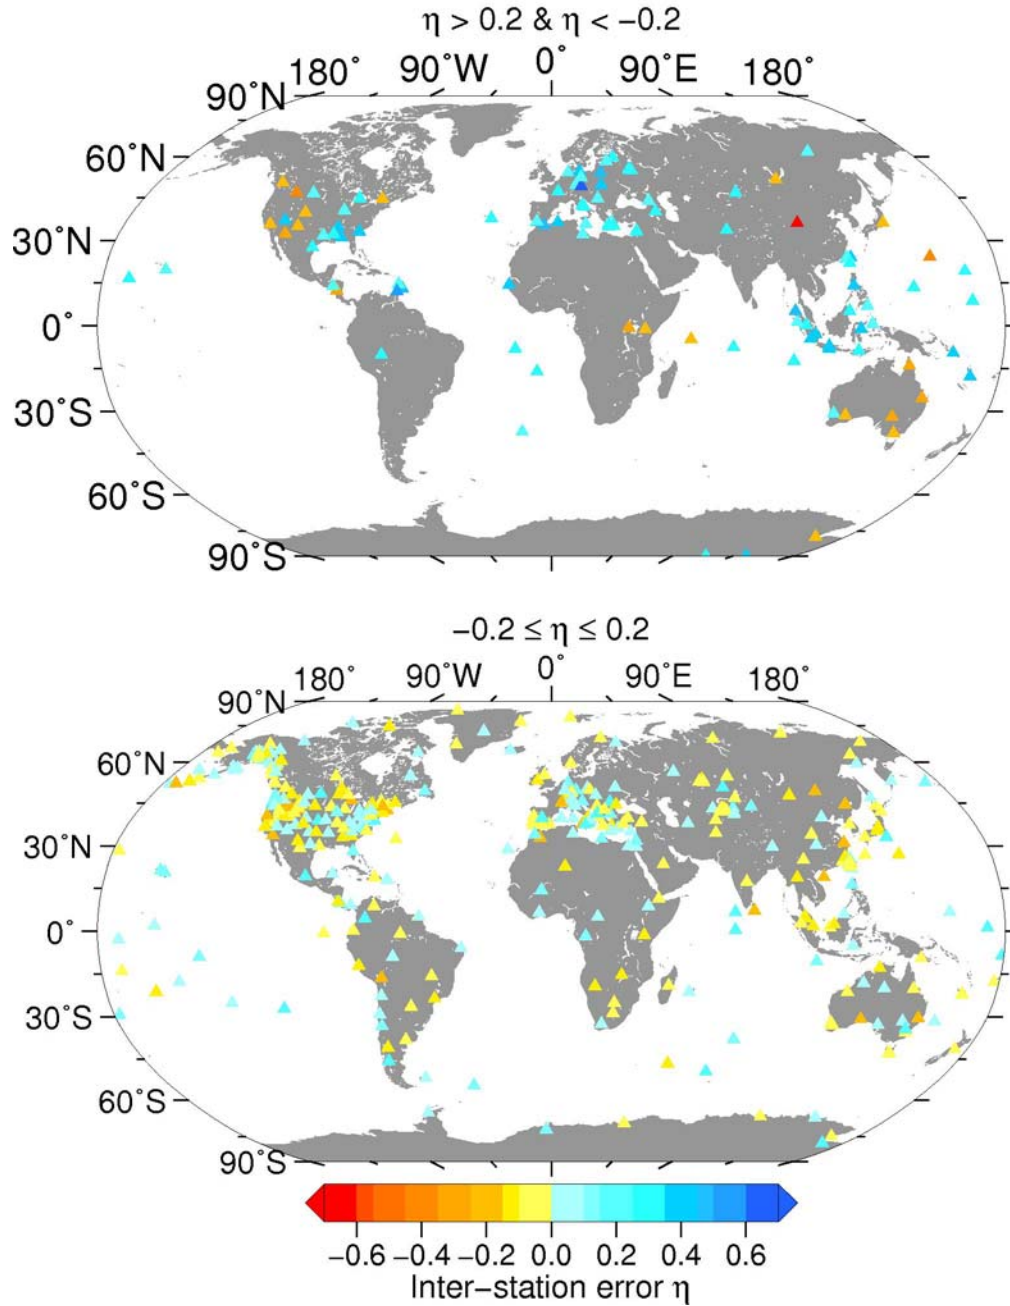 η > 0.2 & η < −0.2
180˚ 90˚W 0˚ 90˚E 180˚
90˚N
60˚N
30˚N
0˚
30˚S
60˚S
90˚S
−0.2 ≤ η ≤ 0.2
180˚ 90˚W 0˚ 90˚E 180˚
90˚N
60˚N
30˚N
0˚
30˚S
60˚S
90˚S
−0.6 −0.4 −0.2 0.0 0.2 0.4 0.6
Inter−station error η